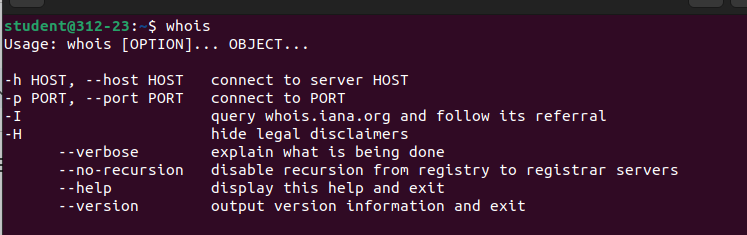 student@312-23:~$ whois
Usage: whois [OPTION]... OBJECT...

-h HOST, --host HOST   connect to server HOST
-p PORT, --port PORT   connect to PORT
-I                     query whois.iana.org and follow its referral
-H                     hide legal disclaimers
      --verbose        explain what is being done
      --no-recursion   disable recursion from registry to registrar servers
      --help           display this help and exit
      --version        output version information and exit